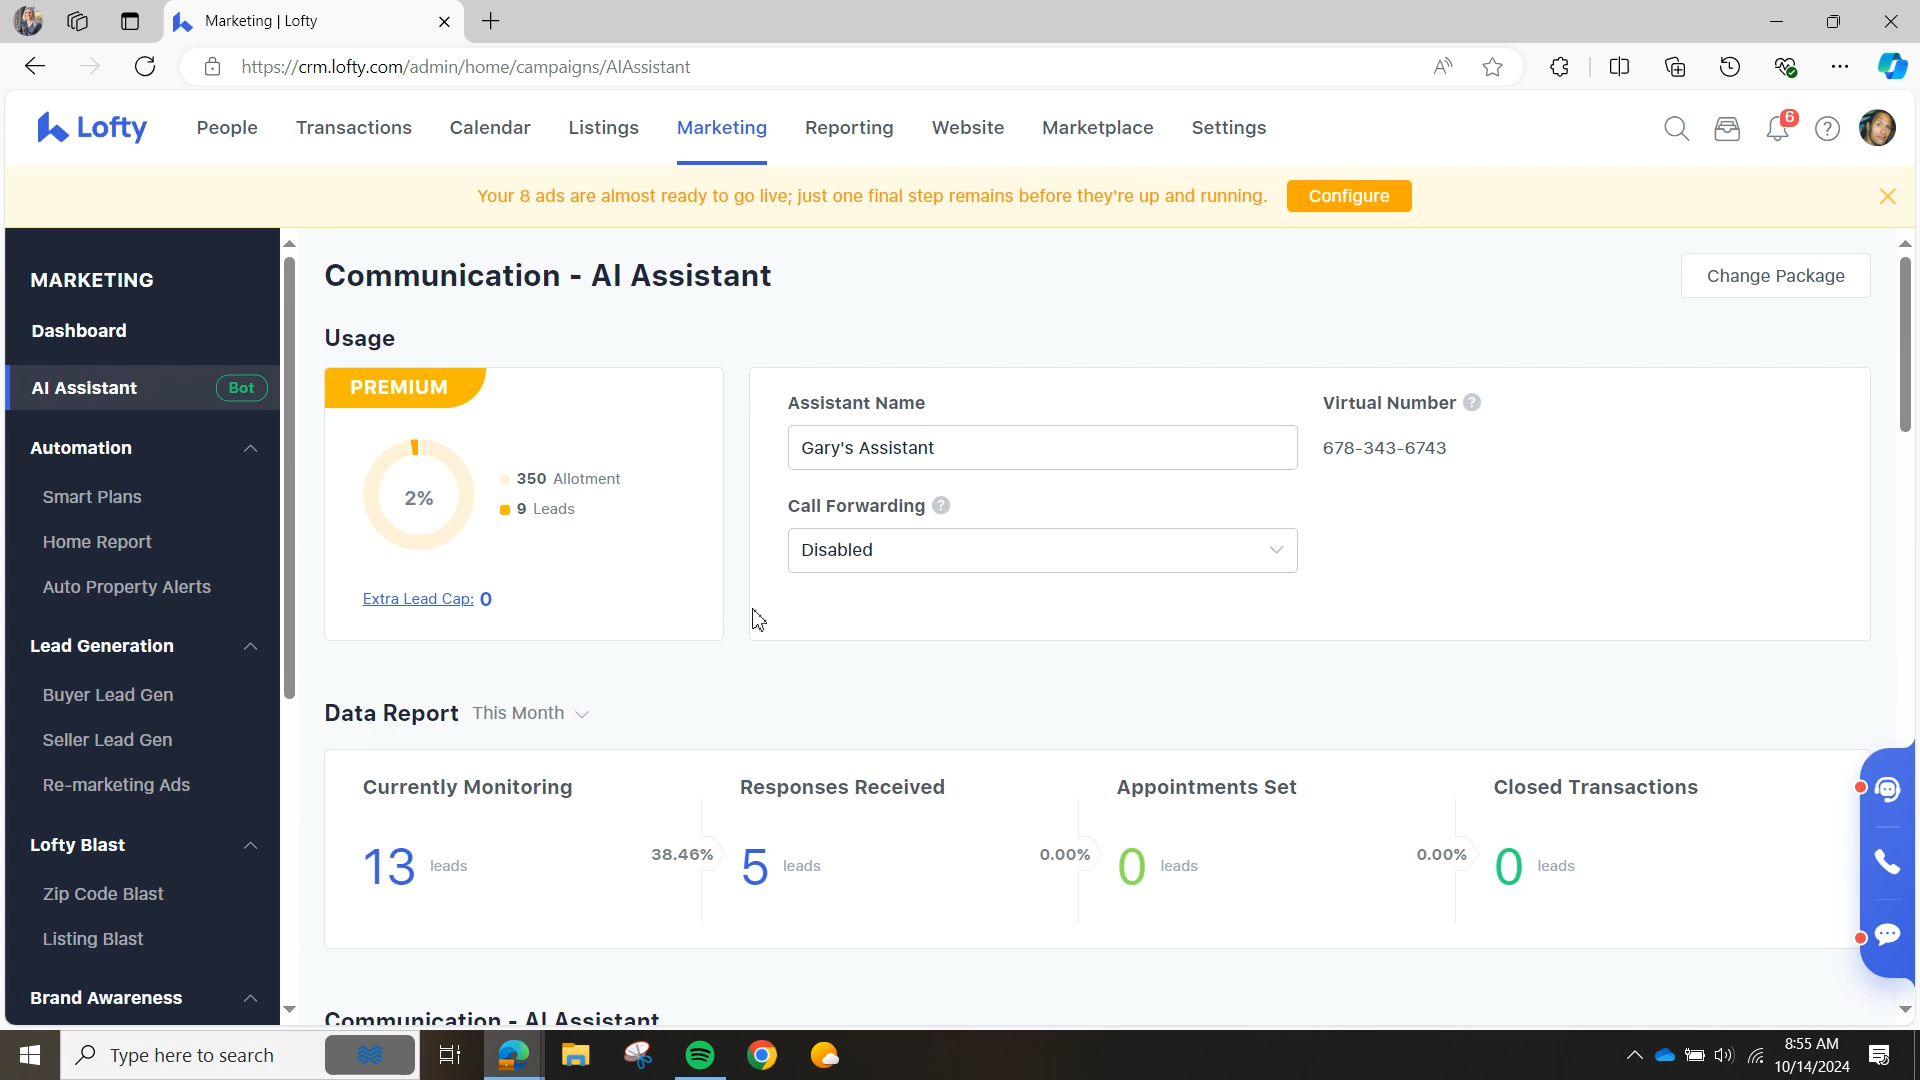 Marketing | Lofty
https://crm.lofty.com/admin/home/campaigns/AIAssistant
Lofty
People
Transactions
Calendar
Listings
Marketing
Reporting
Website
Marketplace
Settings
6
Your 8 ads are almost ready to go live; just one final step remains before they're up and running.
Configure
MARKETING
Dashboard
AI Assistant
Bot
Automation
Smart Plans
Home Report
Auto Property Alerts
Lead Generation
Buyer Lead Gen
Seller Lead Gen
Re-marketing Ads
Lofty Blast
Zip Code Blast
Listing Blast
Brand Awareness
Communication - AI Assistant
Change Package
Usage
PREMIUM
2%
350 Allotment
9 Leads
Extra Lead Cap: 0
Assistant Name
Gary's Assistant
Virtual Number ?
678-343-6743
Call Forwarding ?
Disabled
Data Report This Month
Currently Monitoring
13 leads
38.46%
Responses Received
5 leads
0.00%
Appointments Set
0 leads
0.00%
Closed Transactions
0 leads
Communication - AI Assistant
Type here to search
8:55 AM
10/14/2024